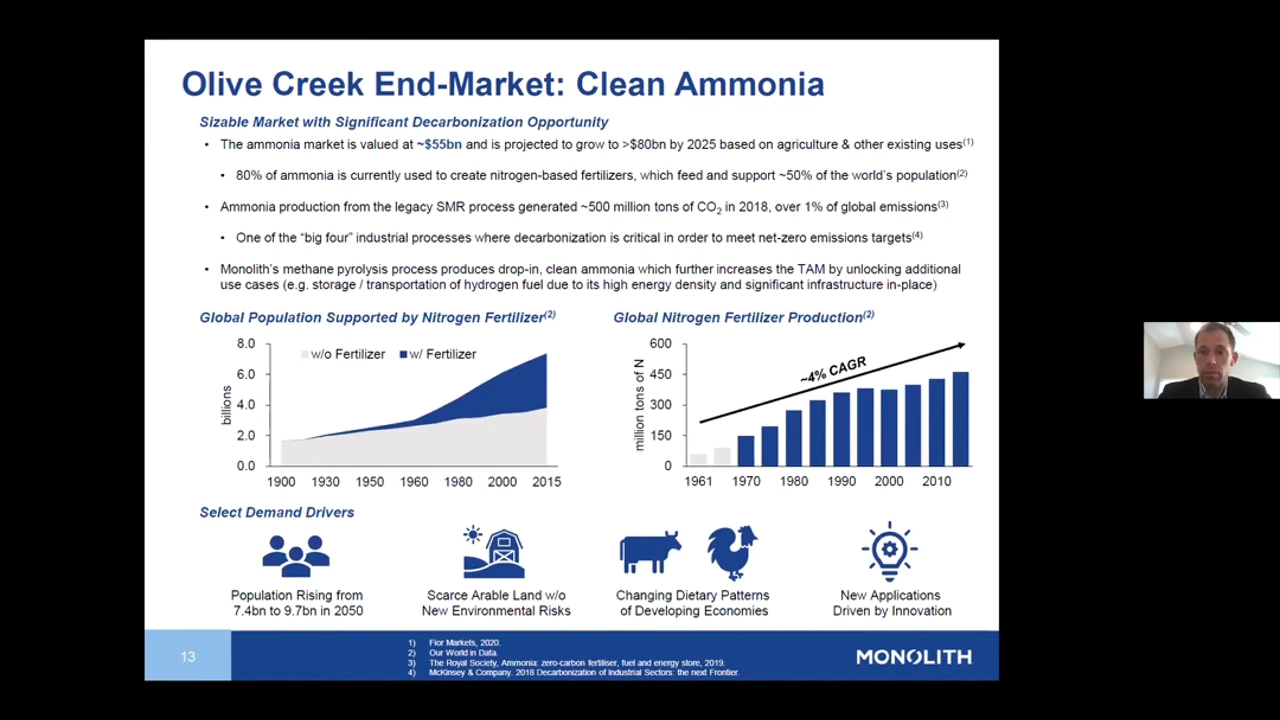 Olive Creek End-Market: Clean Ammonia
Sizable Market with Significant Decarbonization Opportunity
• The ammonia market is valued at ~$55bn and is projected to grow to >$80bn by 2025 based on agriculture & other existing uses(1)
• 80% of ammonia is currently used to create nitrogen-based fertilizers, which feed and support ~50% of the world's population(2)
• Ammonia production from the legacy SMR process generated ~500 million tons of CO2 in 2018, over 1% of global emissions(3)
• One of the "big four" industrial processes where decarbonization is critical in order to meet net-zero emissions targets(4)
• Monolith's methane pyrolysis process produces drop-in, clean ammonia which further increases the TAM by unlocking additional
use cases (e.g. storage / transportation of hydrogen fuel due to its high energy density and significant infrastructure in-place)
Global Population Supported by Nitrogen Fertilizer(2)
8.0
w/o Fertilizer w/ Fertilizer
6.0
4.0
2.0
0.0
billions
1900 1930 1950 1960 1980 2000 2015
Global Nitrogen Fertilizer Production(2)
600
450
300
150
0
million tons of N
~4% CAGR
1961 1970 1980 1990 2000 2010
Select Demand Drivers
Population Rising from
7.4bn to 9.7bn in 2050
Scarce Arable Land w/o
New Environmental Risks
Changing Dietary Patterns
of Developing Economies
New Applications
Driven by Innovation
13
1) Fior Markets, 2020.
2) Our World in Data.
3) The Royal Society, Ammonia: zero-carbon fertiliser, fuel and energy store, 2019.
4) McKinsey & Company. 2018 Decarbonization of Industrial Sectors: the next Frontier.
MONOLITH